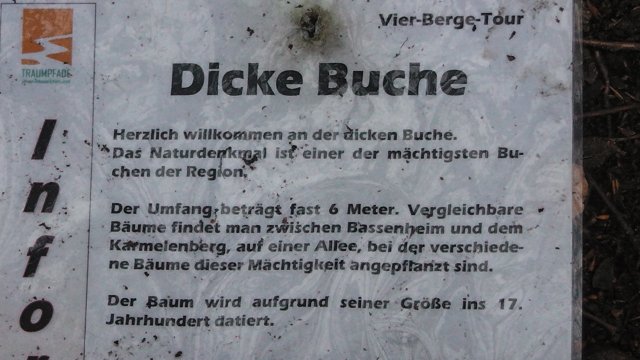 Vier-Berge-Tour
TRAUMPFADE
Dicke Buche
Herzlich willkommen an der dicken Buche.
Das Naturdenkmal ist einer der mächtigsten Bu-
chen der Region.
Der Umfang beträgt fast 6 Meter. Vergleichbare
Bäume findet man zwischen Bassenheim und dem
Karmelenberg, auf einer Allee, bei der verschiede-
ne Bäume dieser Mächtigkeit angepflanzt sind.
Der Baum wird aufgrund seiner Größe ins 17.
Jahrhundert datiert.
Infor